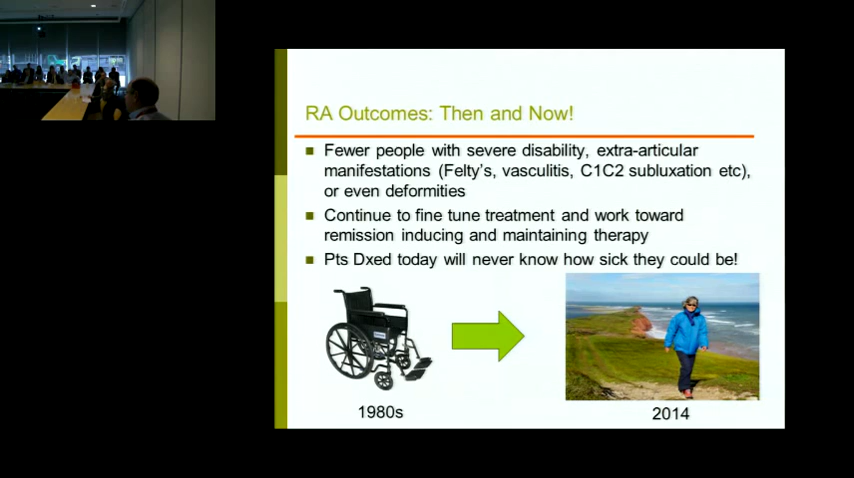 RA Outcomes: Then and Now!
Fewer people with severe disability, extra-articular
manifestations (Felty's, vasculitis, C1C2 subluxation etc),
or even deformities
Continue to fine tune treatment and work toward
remission inducing and maintaining therapy
Pts Dxed today will never know how sick they could be!
1980s
2014